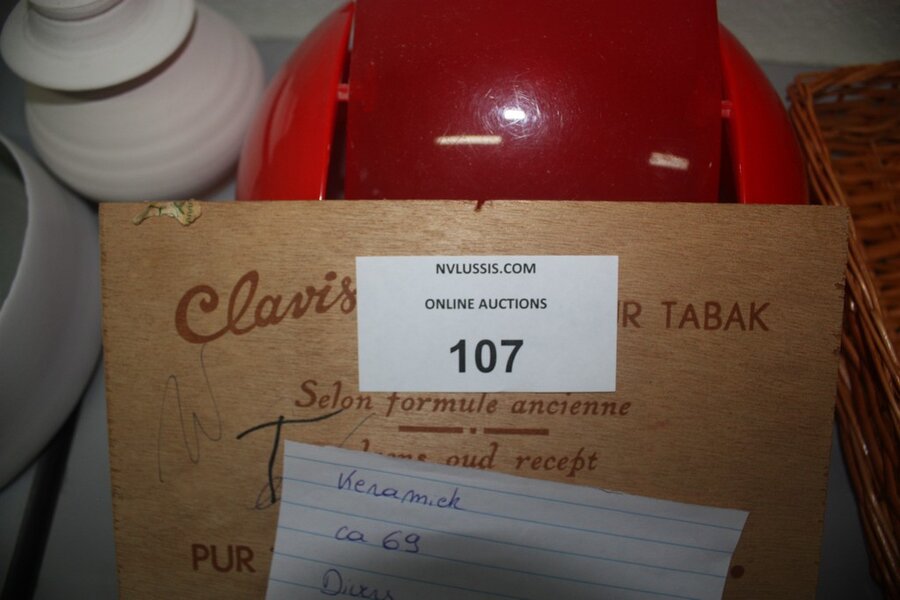 Clavis
NVLUSSIS.COM
ONLINE AUCTIONS
107
TABAK
Selon formule ancienne
oud recept
Keramiek
ca 69
PUR